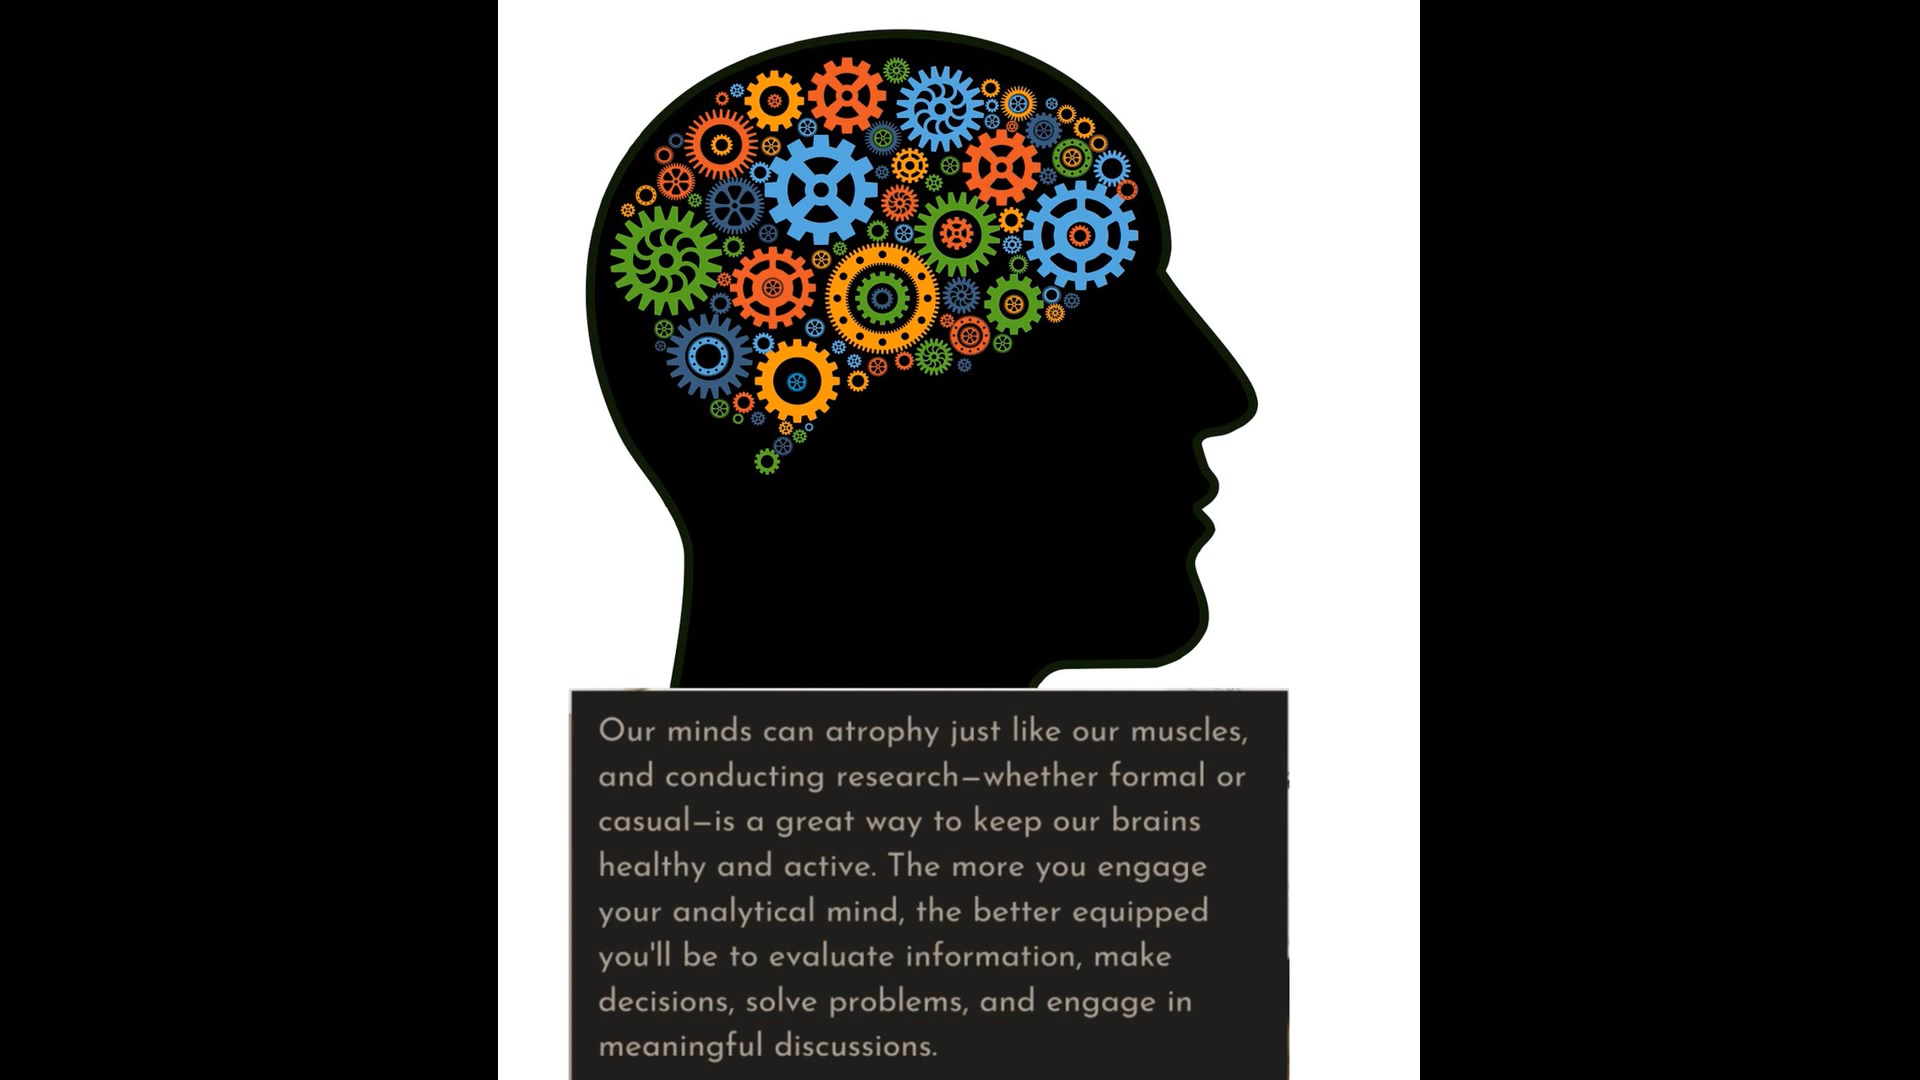 Our minds can atrophy just like our muscles,
and conducting research—whether formal or
casual—is a great way to keep our brains
healthy and active. The more you engage
your analytical mind, the better equipped
you'll be to evaluate information, make
decisions, solve problems, and engage in
meaningful discussions.